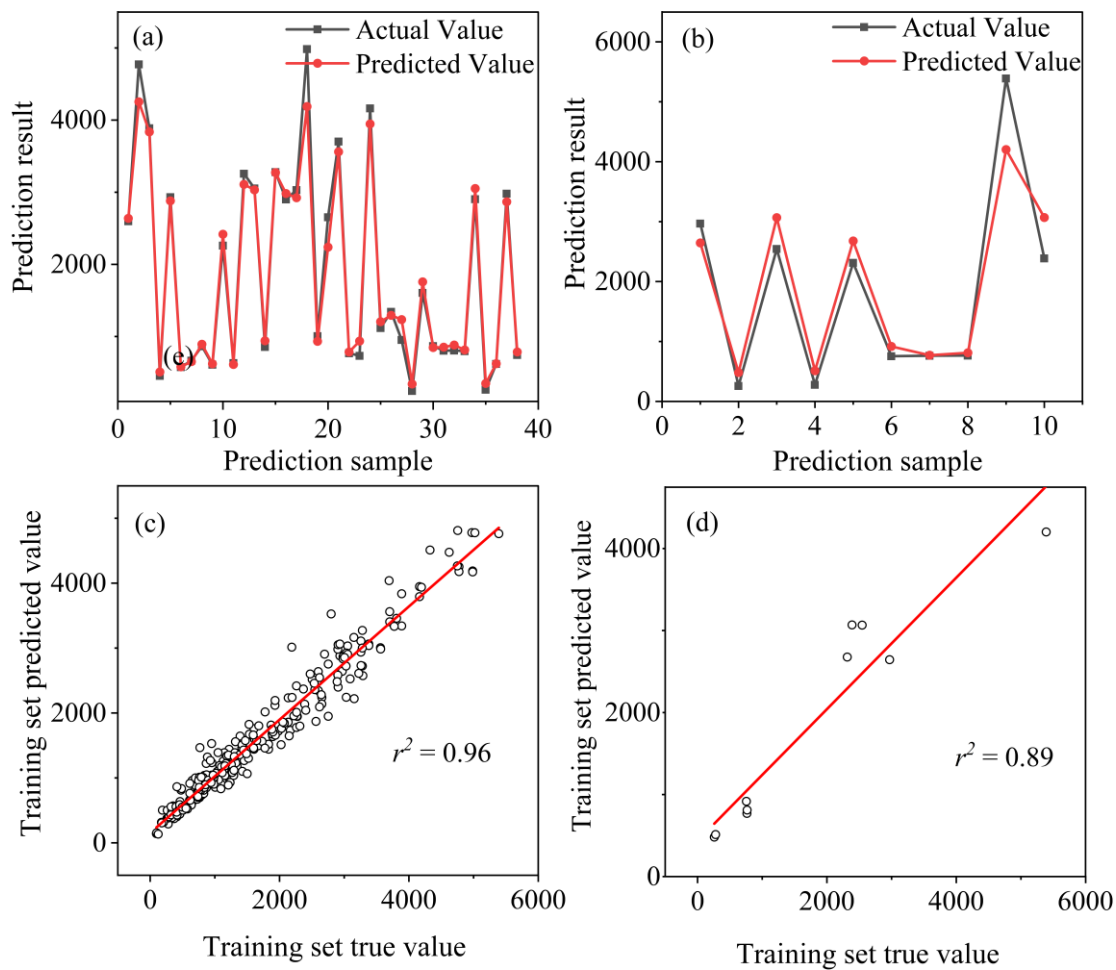 (a)
Actual Value
Predicted Value
Prediction result
4000
2000
(e)
0
10
20
30
40
Prediction sample
(b)
Actual Value
Predicted Value
Prediction result
6000
4000
2000
0
0
2
4
6
8
10
Prediction sample
(c)
Training set predicted value
4000
2000
0
r² = 0.96
0
2000
4000
6000
Training set true value
(d)
Training set predicted value
4000
2000
0
r² = 0.89
0
2000
4000
6000
Training set true value